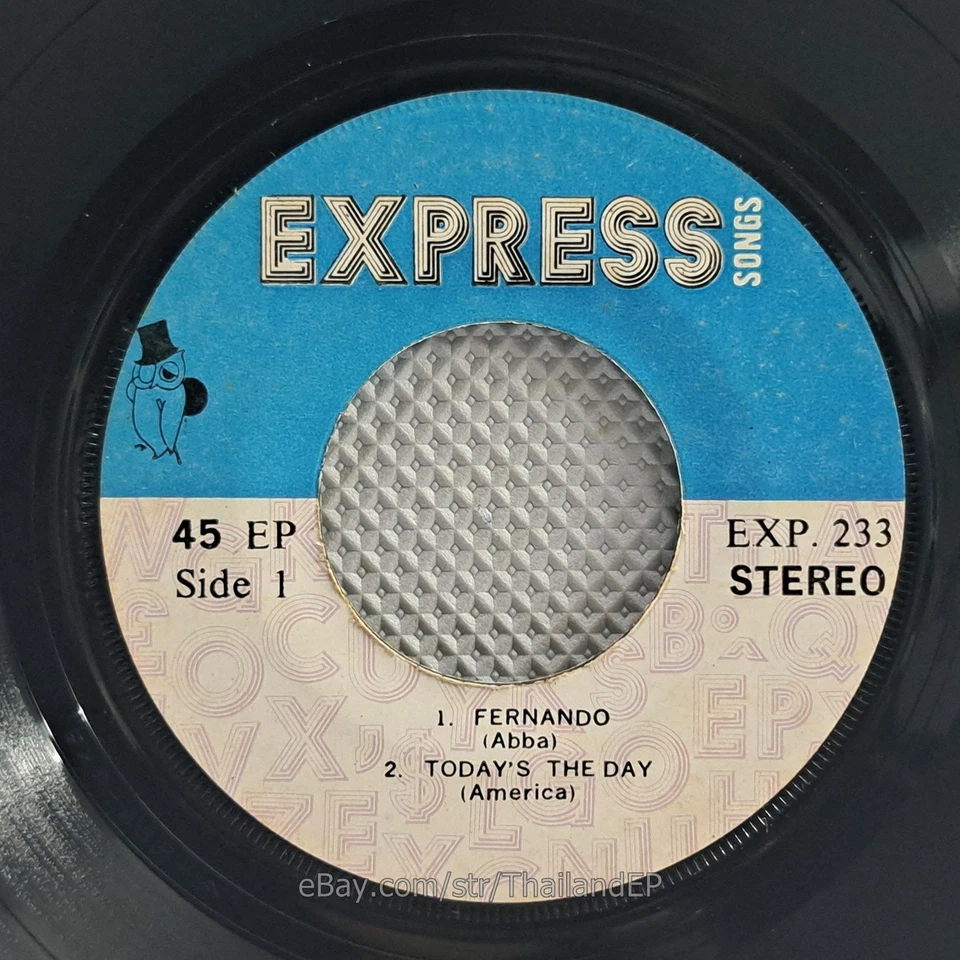 EXPRESS SONGS
45 EP
Side 1
EXP. 233
STEREO
1. FERNANDO
(Abba)
2. TODAY'S THE DAY
(America)
eBay.com/str/ThailandEP